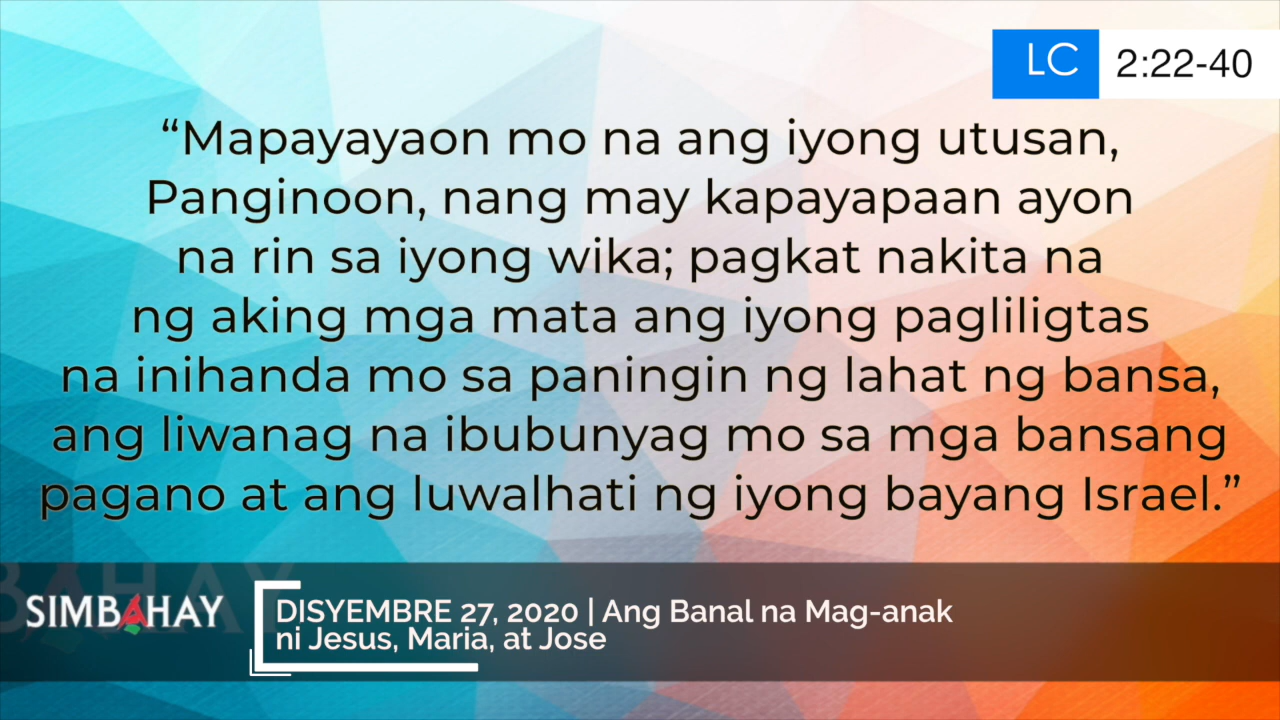 LC 2:22-40
“Mapayayaon mo na ang iyong utusan,
Panginoon, nang may kapayapaan ayon
na rin sa iyong wika; pagkat nakita na
ng aking mga mata ang iyong pagliligtas
na inihanda mo sa paningin ng lahat ng bansa,
ang liwanag na ibubunyag mo sa mga bansang
pagano at ang luwalhati ng iyong bayang Israel.”
SIMBAHAY
DISYEMBRE 27, 2020 | Ang Banal na Mag-anak
ni Jesus, Maria, at Jose